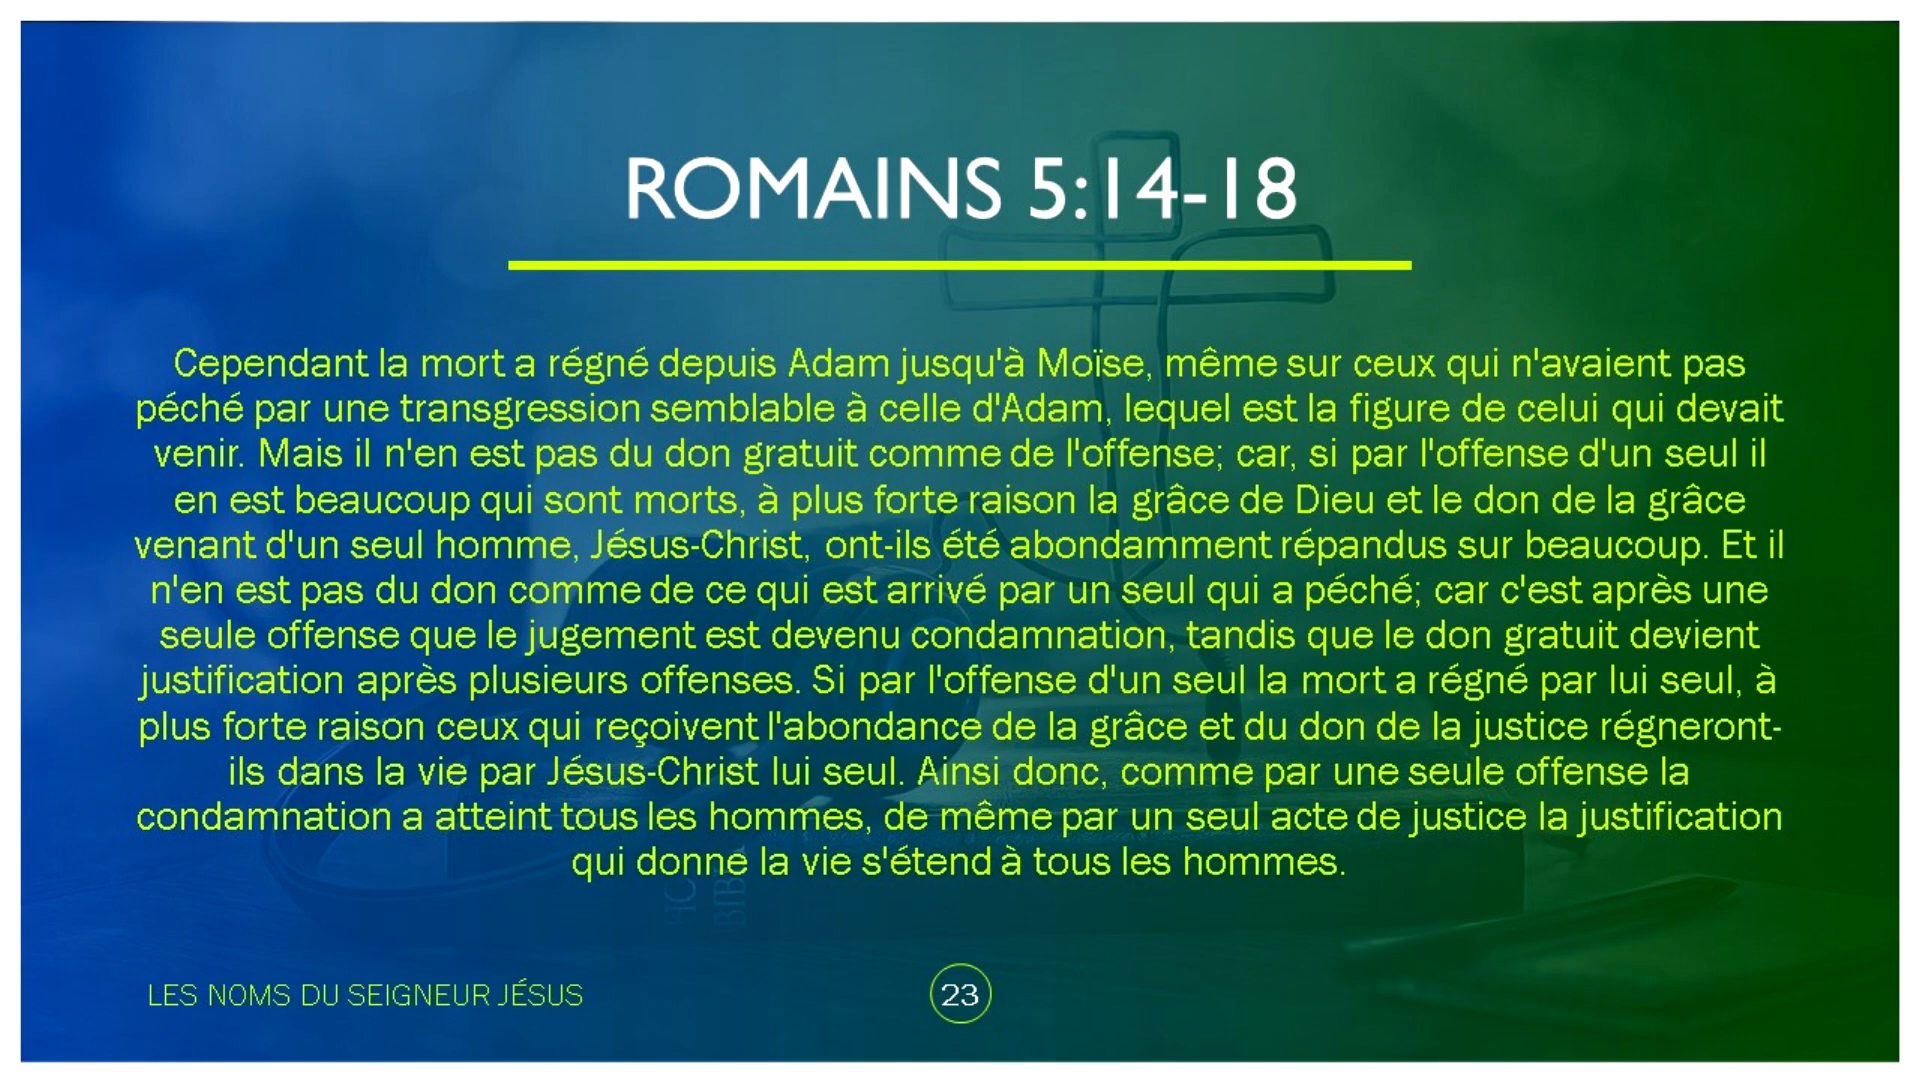 ROMAINS 5:14-18
Cependant la mort a régné depuis Adam jusqu'à Moïse, même sur ceux qui n'avaient pas
péché par une transgression semblable à celle d'Adam, lequel est la figure de celui qui devait
venir. Mais il n'en est pas du don gratuit comme de l'offense; car, si par l'offense d'un seul il
en est beaucoup qui sont morts, à plus forte raison la grâce de Dieu et le don de la grâce
venant d'un seul homme, Jésus-Christ, ont-ils été abondamment répandus sur beaucoup. Et il
n'en est pas du don comme de ce qui est arrivé par un seul qui a péché; car c'est après une
seule offense que le jugement est devenu condamnation, tandis que le don gratuit devient
justification après plusieurs offenses. Si par l'offense d'un seul la mort a régné par lui seul, à
plus forte raison ceux qui reçoivent l'abondance de la grâce et du don de la justice régneront-
ils dans la vie par Jésus-Christ lui seul. Ainsi donc, comme par une seule offense la
condamnation a atteint tous les hommes, de même par un seul acte de justice la justification
qui donne la vie s'étend à tous les hommes.
LES NOMS DU SEIGNEUR JÉSUS
23